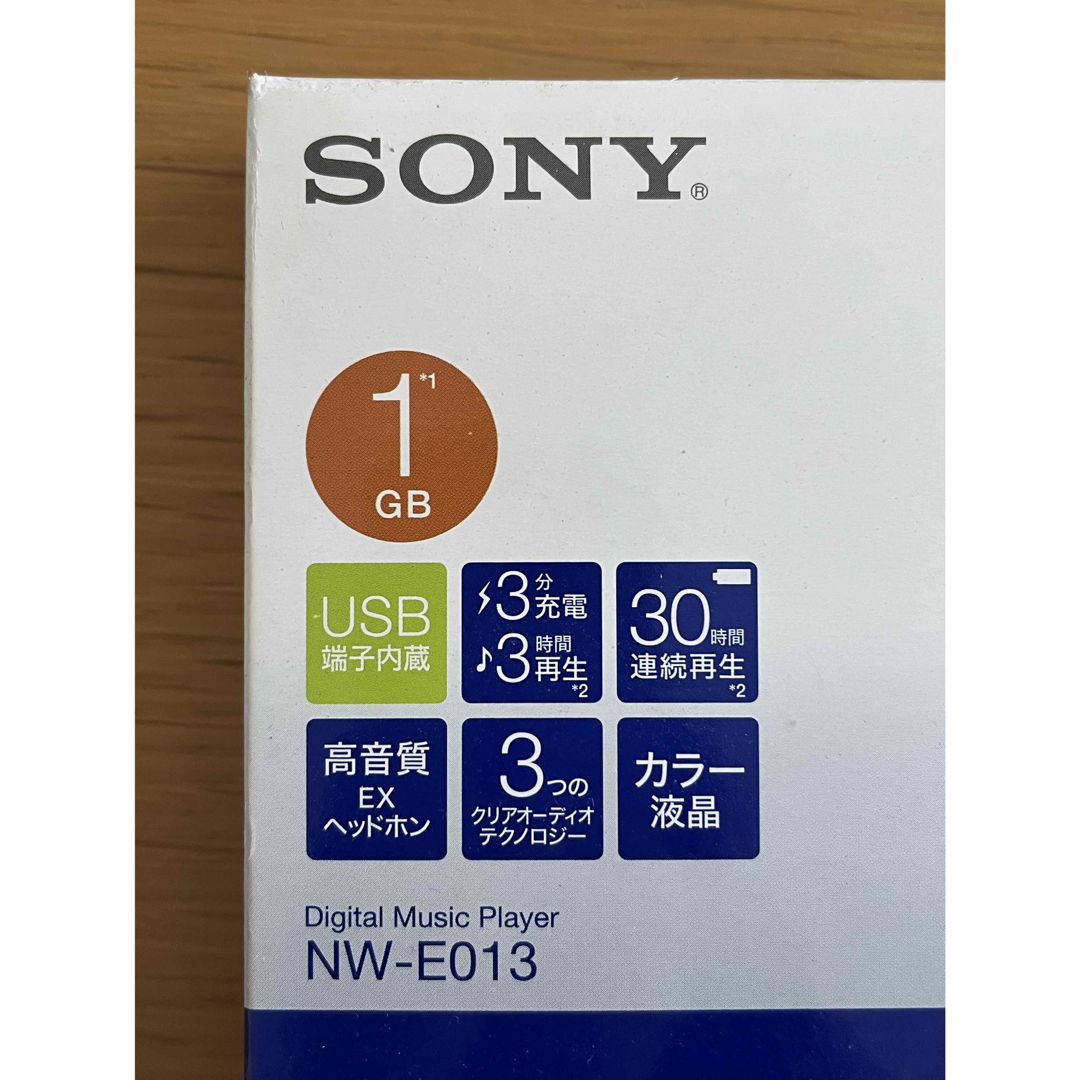 SONY®
1*1
GB
USB
端子内蔵
3分
充電
♪3時間
再生
*2
30時間
連続再生
*2
高音質
EX
ヘッドホン
3つの
クリアオーディオ
テクノロジー
カラー
液晶
Digital Music Player
NW-E013